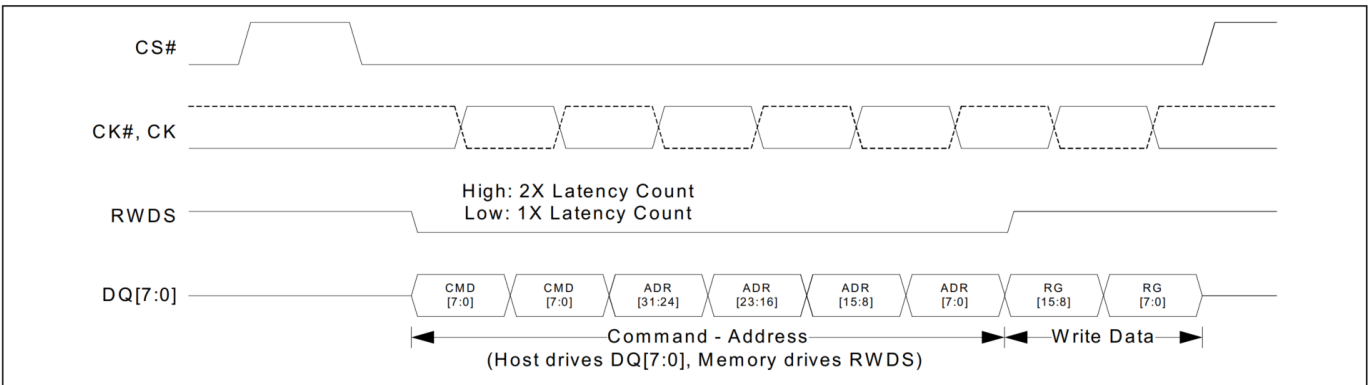 CS#
CK#, CK
High: 2X Latency Count
Low: 1X Latency Count
RWDS
DQ[7:0]
CMD [7:0]
CMD [7:0]
ADR [31:24]
ADR [23:16]
ADR [15:8]
ADR [7:0]
RG [15:8]
RG [7:0]
Command - Address
Write Data
(Host drives DQ[7:0], Memory drives RWDS)